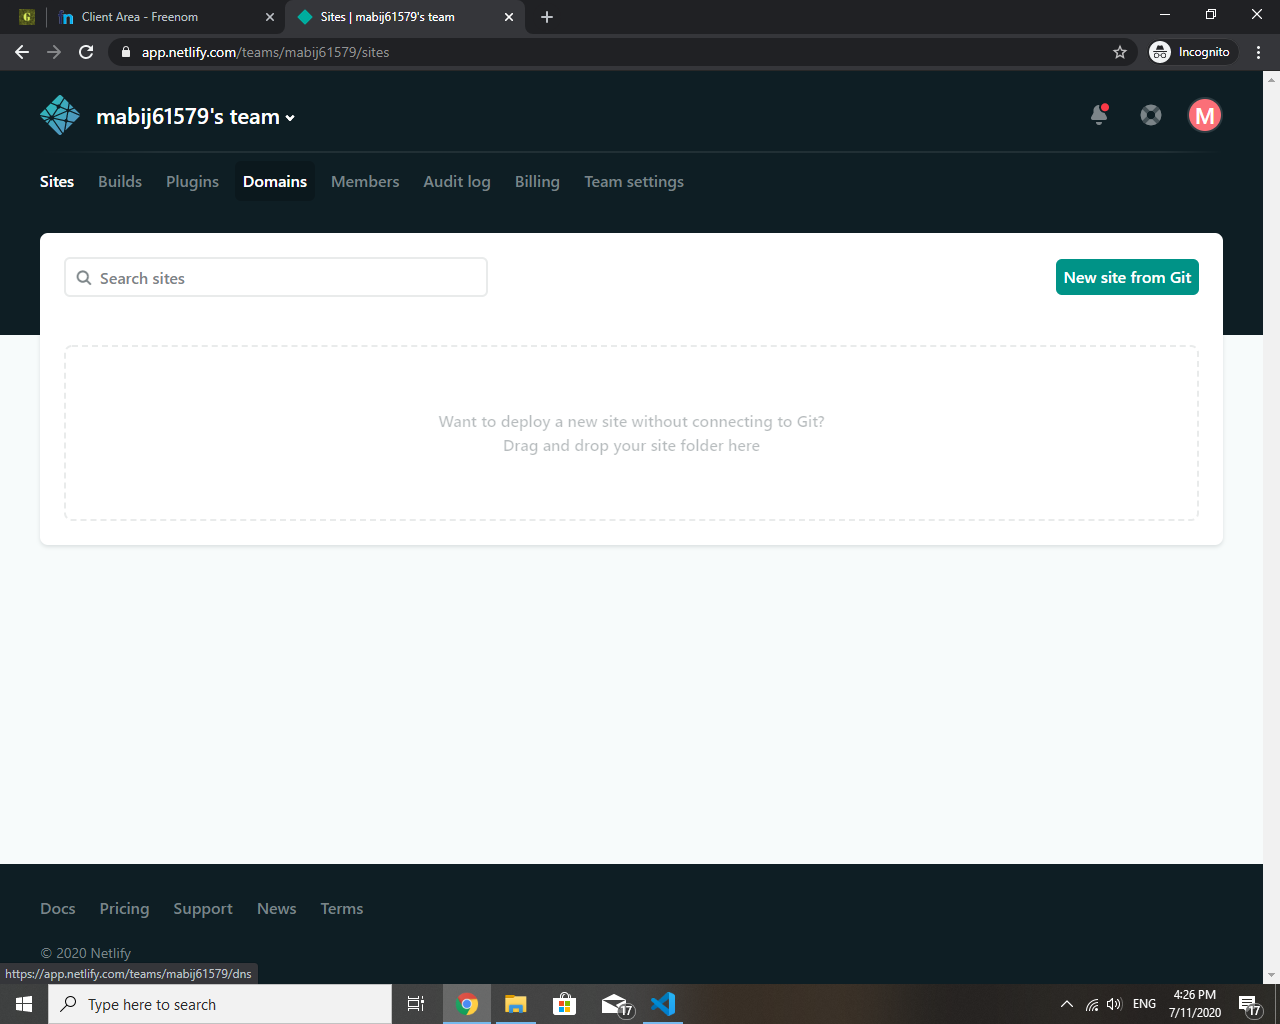 G
Client Area - Freenom
Sites | mabij61579's team
app.netlify.com/teams/mabij61579/sites
Incognito
mabij61579's team
M
Sites Builds Plugins Domains Members Audit log Billing Team settings
Search sites
New site from Git
Want to deploy a new site without connecting to Git?
Drag and drop your site folder here
Docs Pricing Support News Terms
© 2020 Netlify
https://app.netlify.com/teams/mabij61579/dns
Type here to search
17
ENG
4:26 PM
7/11/2020
17